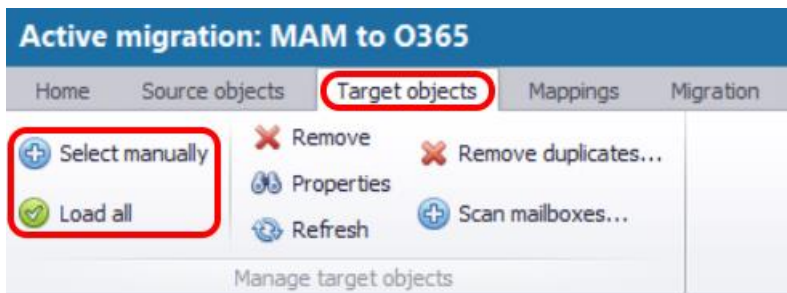 Active migration: MAM to O365
Home Source objects Target objects Mappings Migration
Select manually
Load all
Remove
Properties
Refresh
Remove duplicates...
Scan mailboxes...
Manage target objects